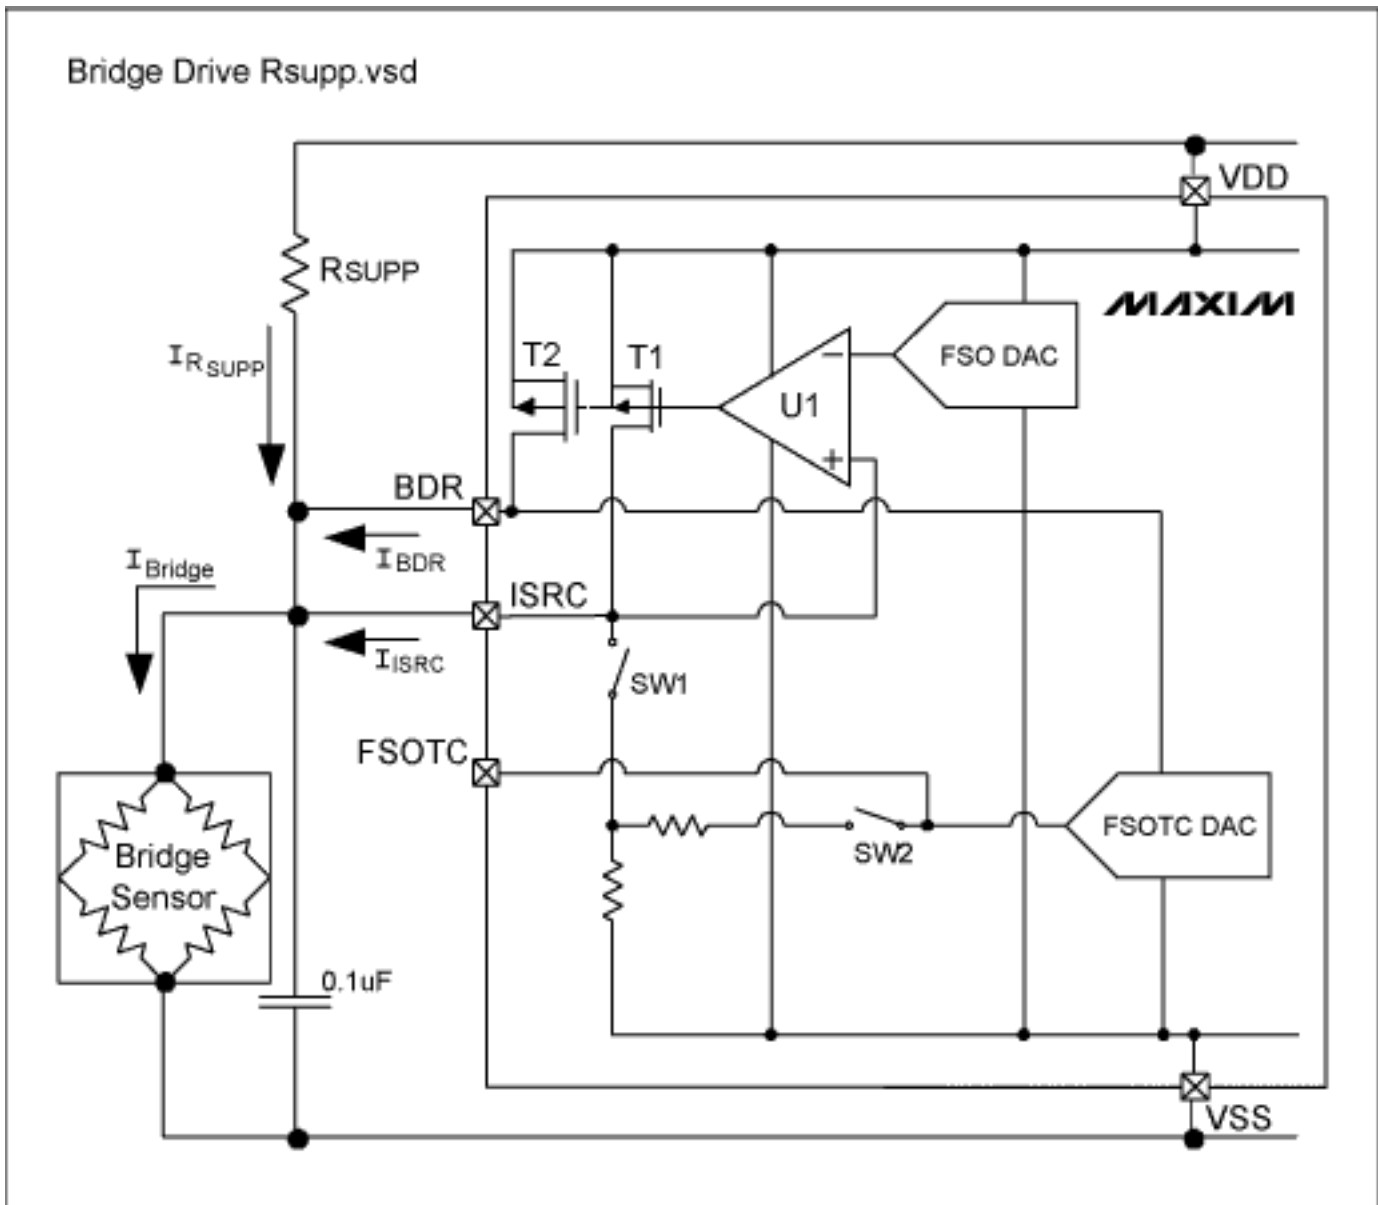 Bridge Drive Rsupp.vsd
VDD
RSUPP
MAXIM
IRSUPP
T2
T1
FSO DAC
U1
−
+
BDR
IBDR
IBridge
ISRC
IISRC
SW1
FSOTC
FSOTC DAC
SW2
Bridge
Sensor
0.1uF
VSS